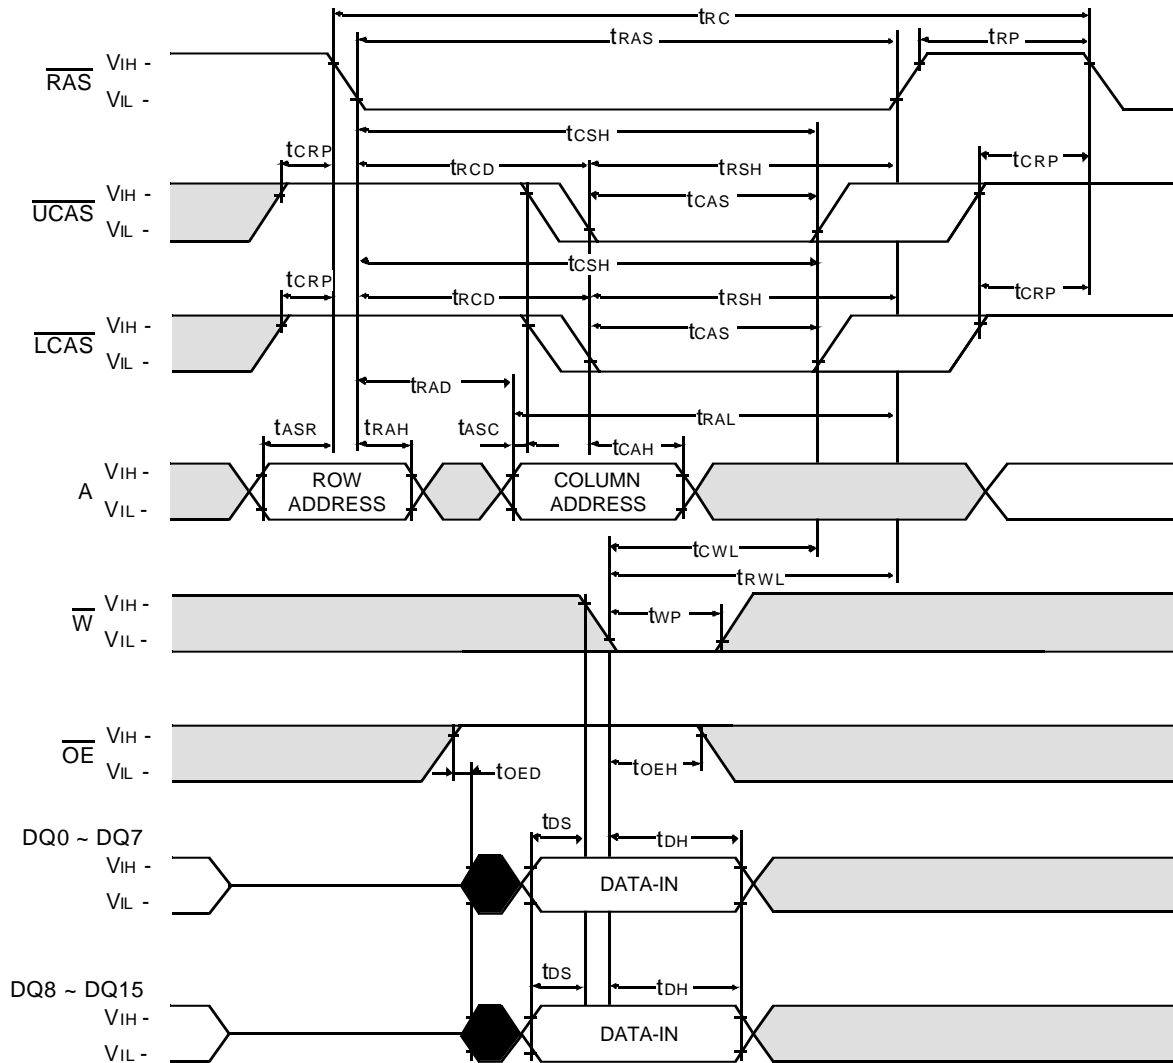 tRC
tRAS
tRP
RAS
VIH -
VIL -
tCSH
tCRP
tRCD
tRSH
tCRP
UCAS
VIH -
VIL -
tCAS
tCSH
tCRP
tRCD
tRSH
tCRP
LCAS
VIH -
VIL -
tCAS
tRAD
tRAL
tASR
tRAH
tASC
tCAH
A
VIH -
VIL -
ROW
ADDRESS
COLUMN
ADDRESS
tCWL
tRWL
W
VIH -
VIL -
tWP
OE
VIH -
VIL -
tOED
tOEH
DQ0 ~ DQ7
tDS
tDH
VIH -
VIL -
DATA-IN
DQ8 ~ DQ15
tDS
tDH
VIH -
VIL -
DATA-IN